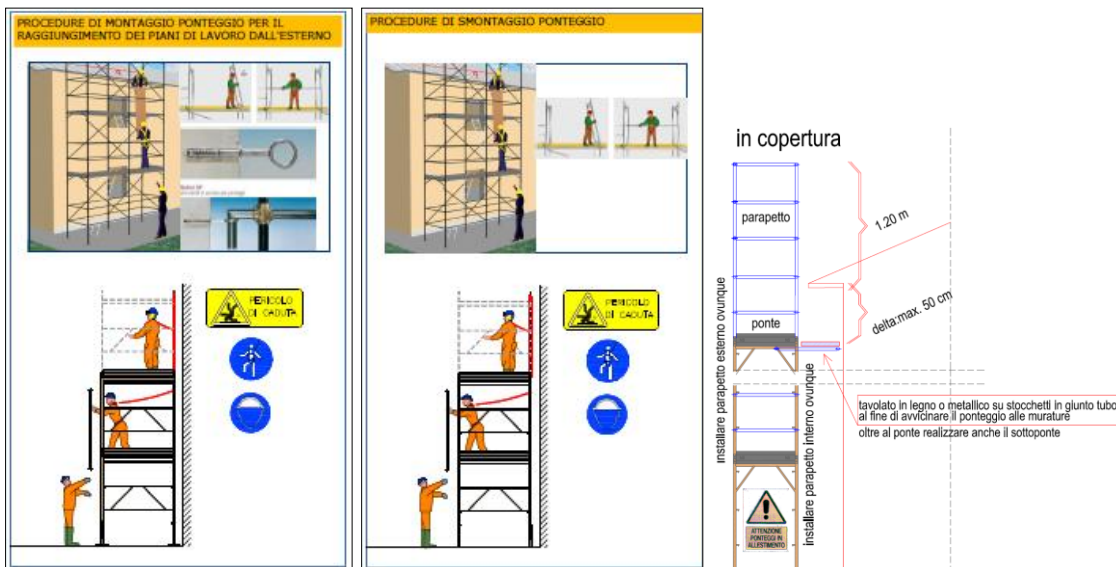 PROCEDURE DI MONTAGGIO PONTEGGIO PER IL
RAGGIUNGIMENTO DEI PIANI DI LAVORO DALL'ESTERNO
PERICOLO
DI CADUTA
PROCEDURE DI SMONTAGGIO PONTEGGIO
PERICOLO
DI CADUTA
in copertura
parapetto
1.20 m
ponte
delta:max. 50 cm
installare parapetto esterno ovunque
installare parapetto interno ovunque
tavolato in legno o metallico su stocchetti in giunto tubo
al fine di avvicinare il ponteggio alle murature
oltre al ponte realizzare anche il sottoponte
ATTENZIONE
PONTEGGI IN
ALLESTIMENTO